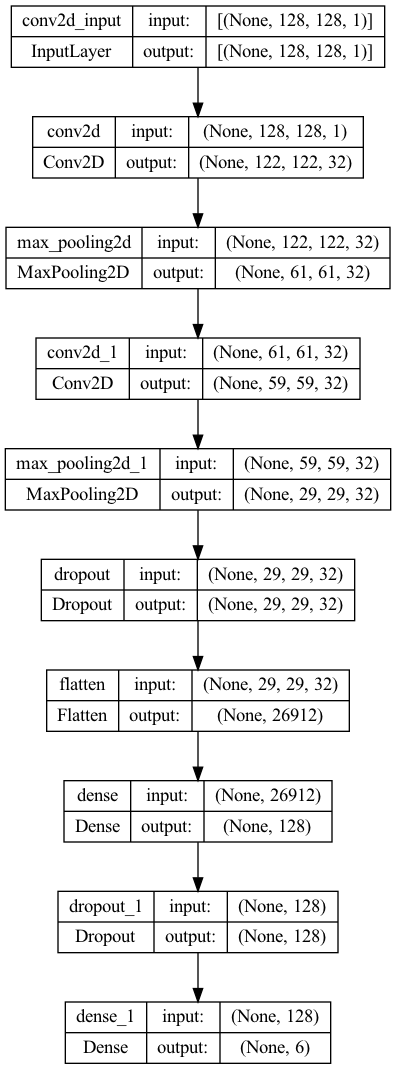 conv2d_input input: [(None, 128, 128, 1)]
InputLayer output: [(None, 128, 128, 1)]
conv2d input: (None, 128, 128, 1)
Conv2D output: (None, 122, 122, 32)
max_pooling2d input: (None, 122, 122, 32)
MaxPooling2D output: (None, 61, 61, 32)
conv2d_1 input: (None, 61, 61, 32)
Conv2D output: (None, 59, 59, 32)
max_pooling2d_1 input: (None, 59, 59, 32)
MaxPooling2D output: (None, 29, 29, 32)
dropout input: (None, 29, 29, 32)
Dropout output: (None, 29, 29, 32)
flatten input: (None, 29, 29, 32)
Flatten output: (None, 26912)
dense input: (None, 26912)
Dense output: (None, 128)
dropout_1 input: (None, 128)
Dropout output: (None, 128)
dense_1 input: (None, 128)
Dense output: (None, 6)